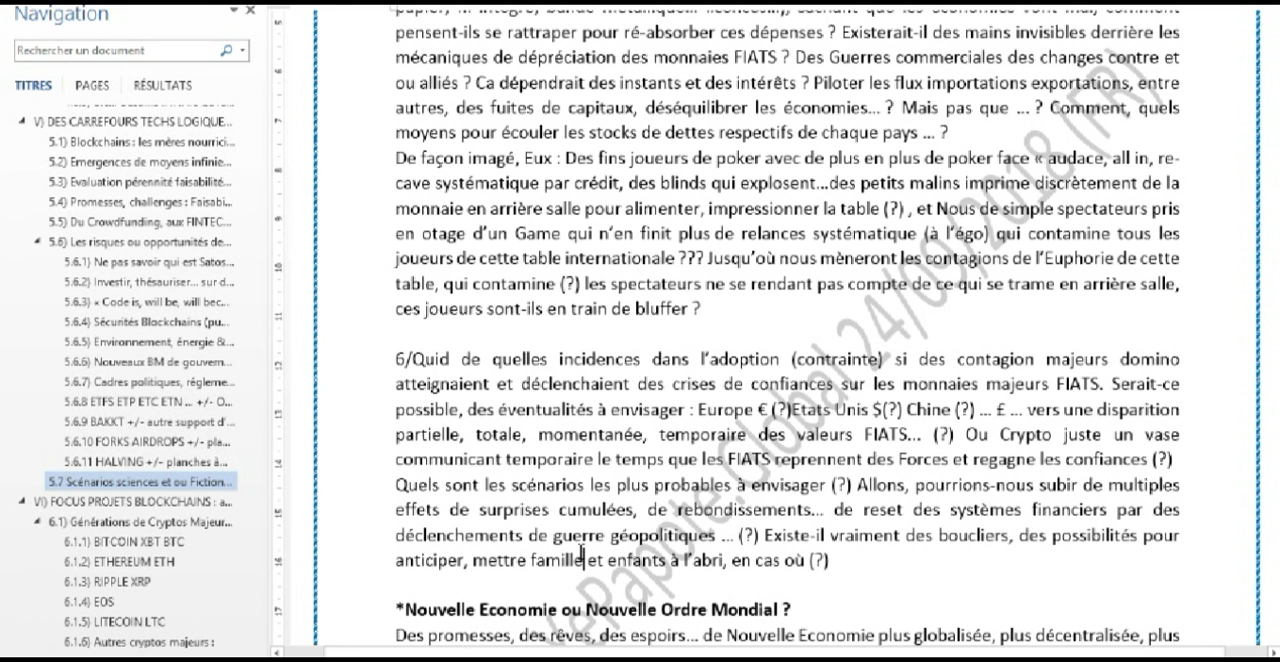 Navigation
Rechercher un document
TITRES PAGES RÉSULTATS
V) DES CARREFOURS TECHS LOGIQUE...
5.1) Blockchains : les mères nourrici...
5.2) Emergences de moyens infinie...
5.3) Evaluation pérennité faisabilité...
5.4) Promesses, challenges : Faisabi...
5.5) Du Crowdfunding, aux FINTEC...
5.6) Les risques ou opportunités de...
5.6.1) Ne pas savoir qui est Satos...
5.6.2) Investir, thésauriser... sur d...
5.6.3) « Code is, will be, will bec...
5.6.4) Sécurités Blockchains (pu...
5.6.5) Environnement, énergie &...
5.6.6) Nouveaux BM de gouvern...
5.6.7) Cadres politiques, régleme...
5.6.8 ETFS ETP ETC ETN ... +/- O...
5.6.9 BAKKT +/- autre support d'...
5.6.10 FORKS AIRDROPS +/- pla...
5.6.11 HALVING +/- planches à...
5.7 Scénarios sciences et ou Fiction...
VI) FOCUS PROJETS BLOCKCHAINS : a...
6.1) Générations de Cryptos Majeur...
6.1.1) BITCOIN XBT BTC
6.1.2) ETHEREUM ETH
6.1.3) RIPPLE XRP
6.1.4) EOS
6.1.5) LITECOIN LTC
6.1.6) Autres cryptos majeurs :
pensent-ils se rattraper pour ré-absorber ces dépenses ? Existerait-il des mains invisibles derrière les
mécaniques de dépréciation des monnaies FIATS ? Des Guerres commerciales des changes contre et
ou alliés ? Ca dépendrait des instants et des intérêts ? Piloter les flux importations exportations, entre
autres, des fuites de capitaux, déséquilibrer les économies... ? Mais pas que ... ? Comment, quels
moyens pour écouler les stocks de dettes respectifs de chaque pays ... ?
De façon imagé, Eux : Des fins joueurs de poker avec de plus en plus de poker face « audace, all in, re-
cave systématique par crédit, des blinds qui explosent...des petits malins imprime discrètement de la
monnaie en arrière salle pour alimenter, impressionner la table (?) , et Nous de simple spectateurs pris
en otage d'un Game qui n'en finit plus de relances systématique (à l'égo) qui contamine tous les
joueurs de cette table internationale ??? Jusqu'où nous mèneront les contagions de l'Euphorie de cette
table, qui contamine (?) les spectateurs ne se rendant pas compte de ce qui se trame en arrière salle,
ces joueurs sont-ils en train de bluffer ?
6/Quid de quelles incidences dans l'adoption (contrainte) si des contagion majeurs domino
atteignaient et déclenchaient des crises de confiances sur les monnaies majeurs FIATS. Serait-ce
possible, des éventualités à envisager : Europe € (?)Etats Unis $(?) Chine (?) ... £ ... vers une disparition
partielle, totale, momentanée, temporaire des valeurs FIATS... (?) Ou Crypto juste un vase
communicant temporaire le temps que les FIATS reprennent des Forces et regagne les confiances (?)
Quels sont les scénarios les plus probables à envisager (?) Allons, pourrions-nous subir de multiples
effets de surprises cumulées, de rebondissements... de reset des systèmes financiers par des
déclenchements de guerre géopolitiques ... (?) Existe-il vraiment des boucliers, des possibilités pour
anticiper, mettre famille et enfants à l'abri, en cas où (?)
*Nouvelle Economie ou Nouvelle Ordre Mondial ?
Des promesses, des rêves, des espoirs... de Nouvelle Economie plus globalisée, plus décentralisée, plus